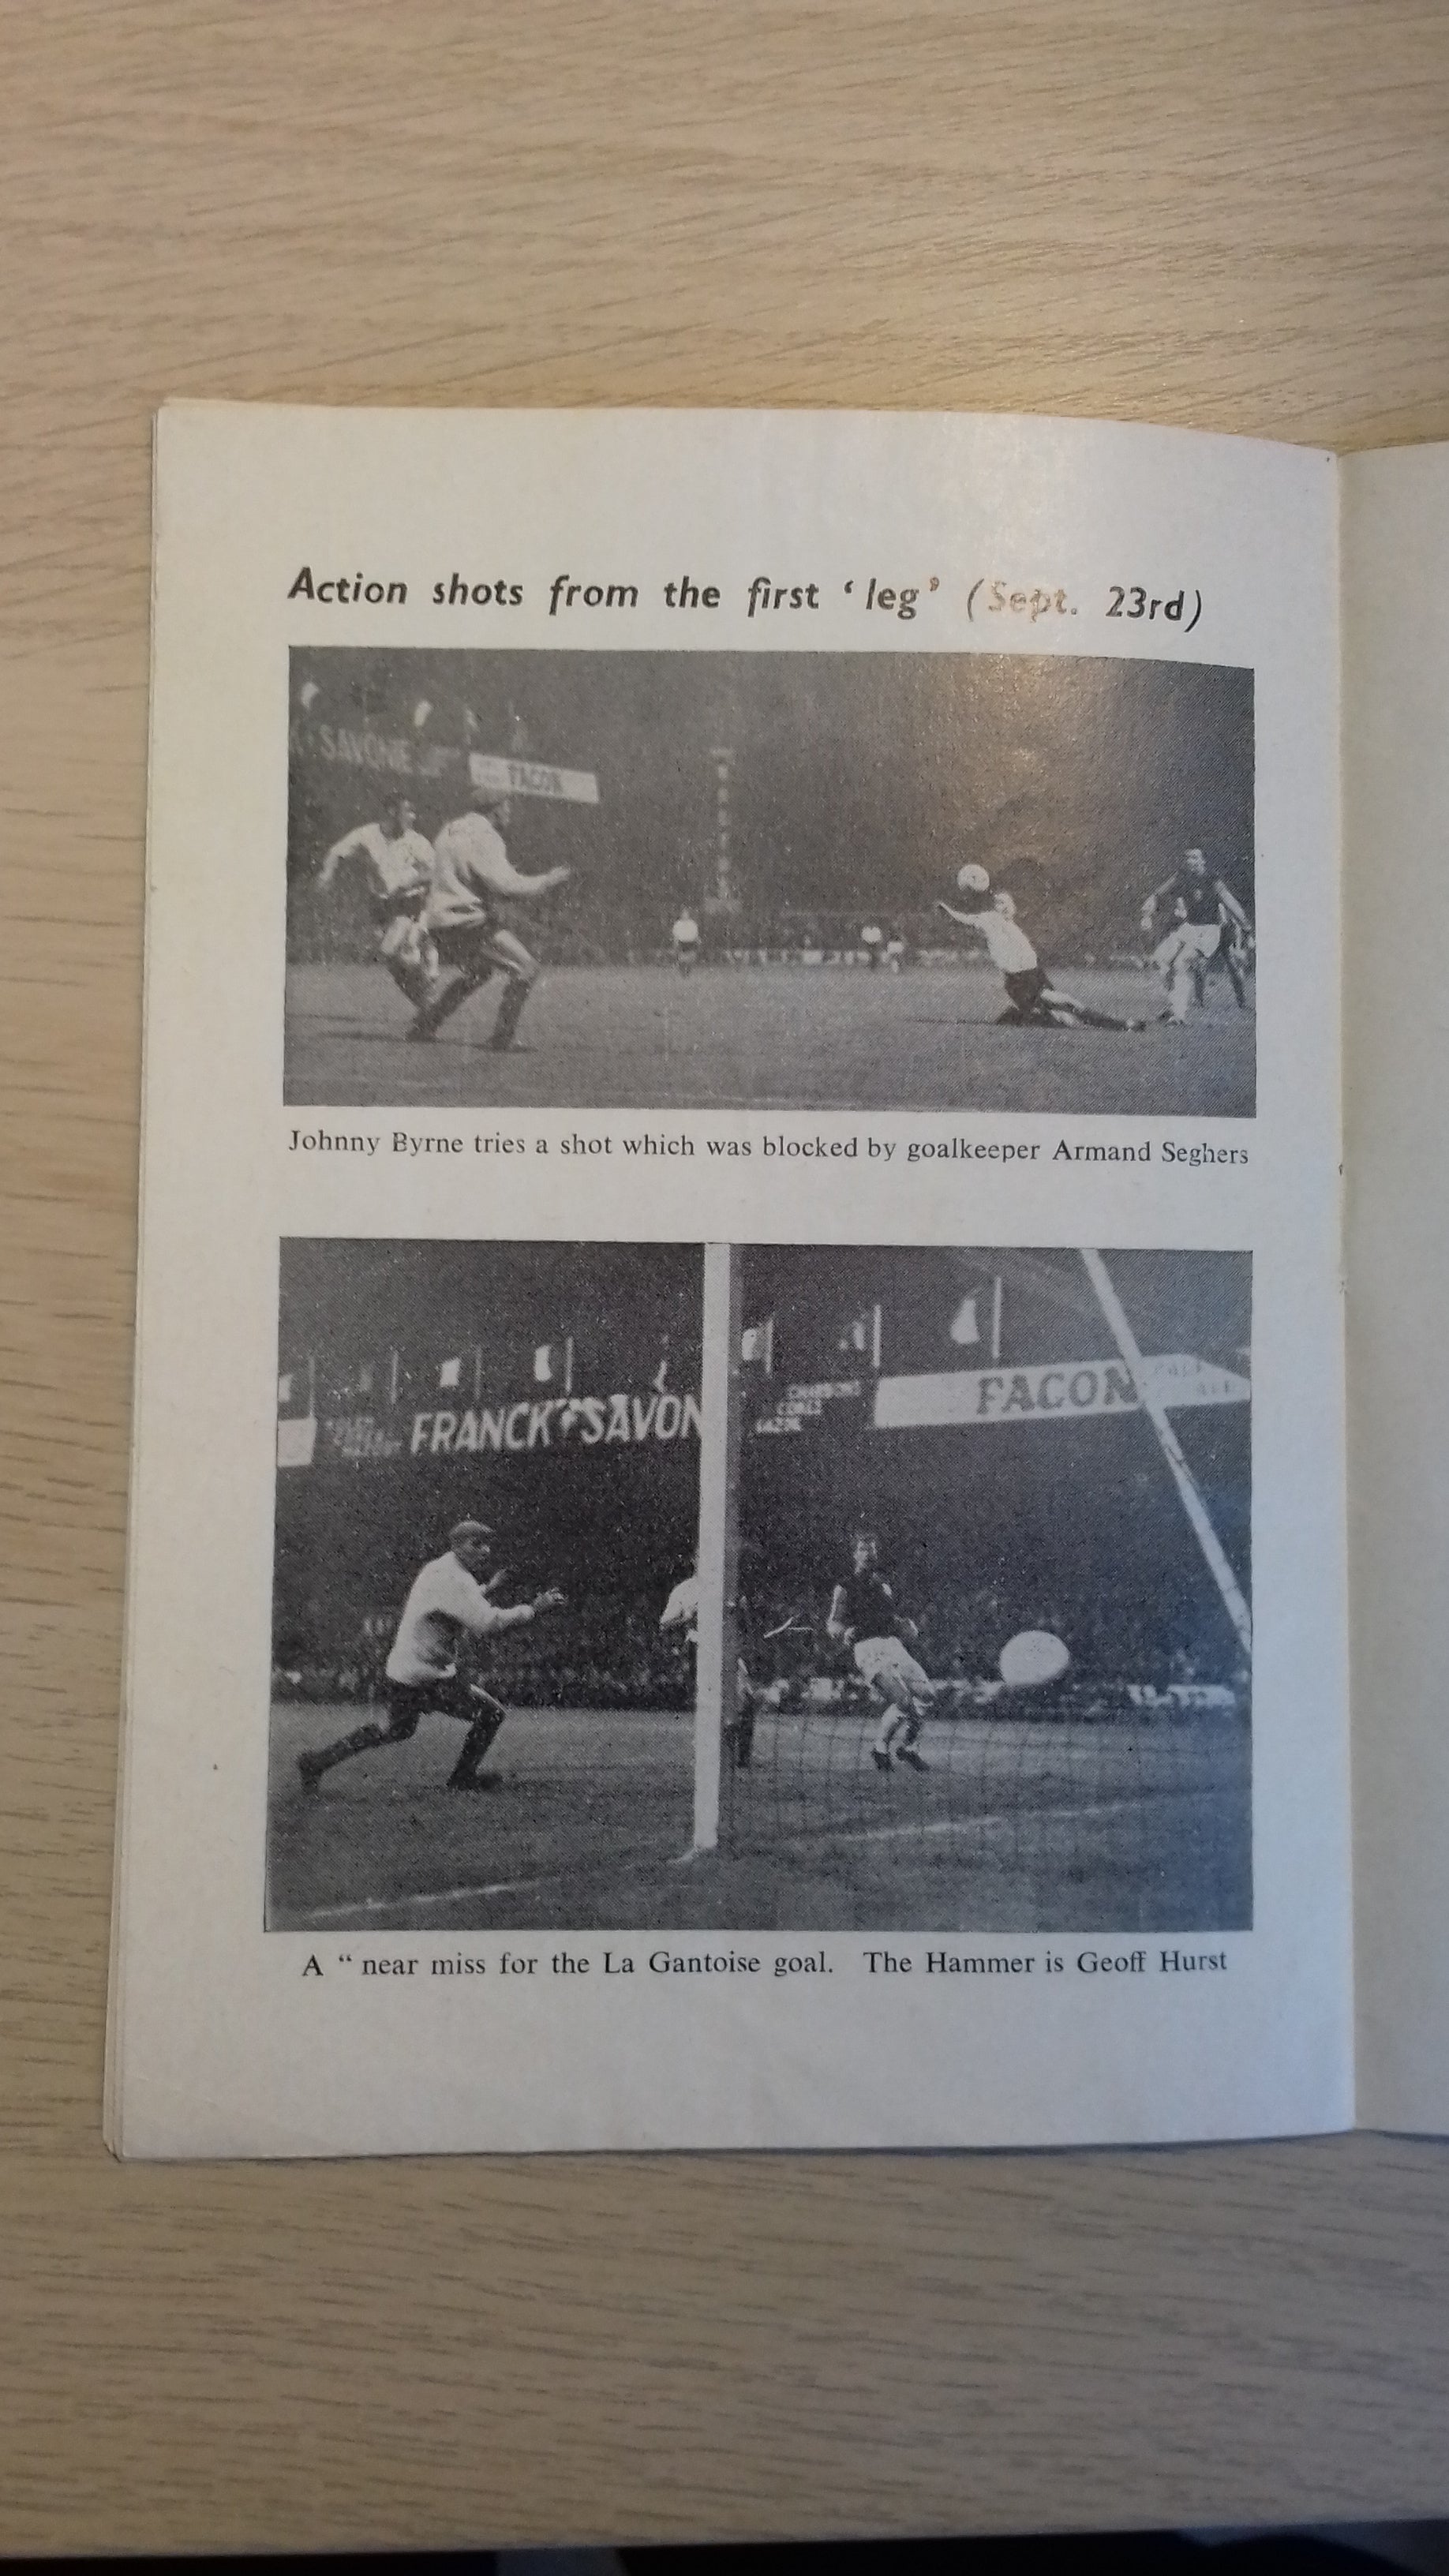 Action shots from the first ‘leg’ (Sept. 23rd)
SAVONNE
FACON
Johnny Byrne tries a shot which was blocked by goalkeeper Armand Seghers
FRANCK SAVON
FACON
A “ near miss for the La Gantoise goal. The Hammer is Geoff Hurst